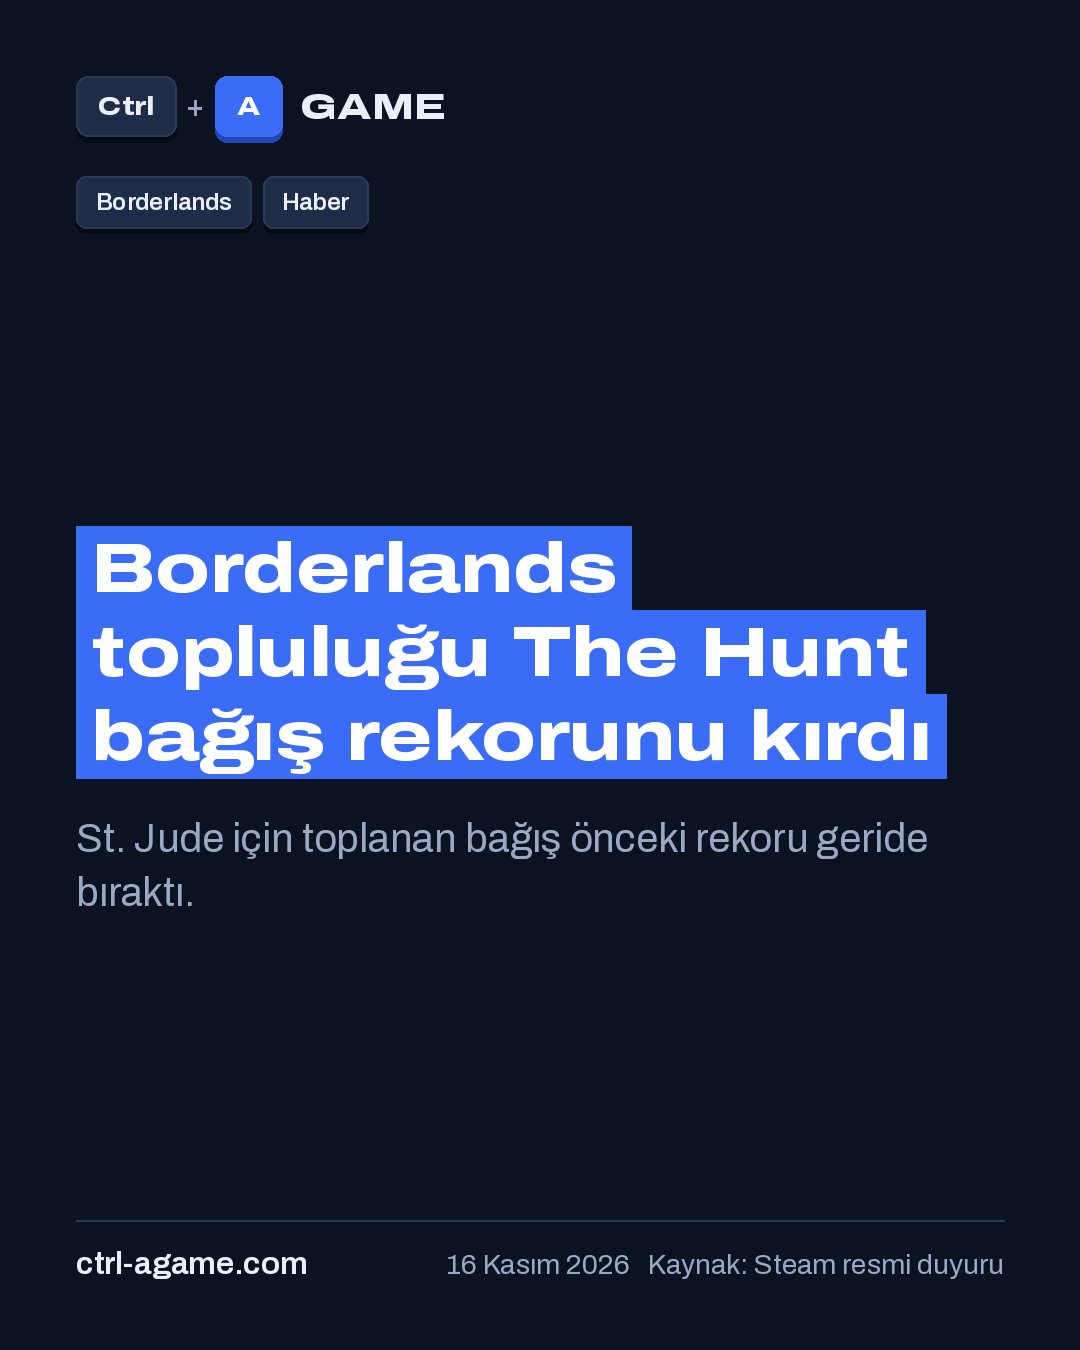 Ctrl + A GAME
Borderlands Haber
Borderlands
topluluğu The Hunt
bağış rekorunu kırdı
St. Jude için toplanan bağış önceki rekoru geride
bıraktı.
ctrl-agame.com 16 Kasım 2026 Kaynak: Steam resmi duyuru